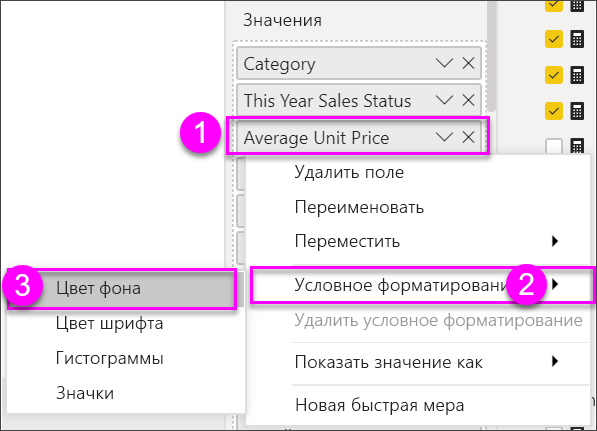 Значения
Category
This Year Sales Status
1
Average Unit Price
Удалить поле
Переименовать
Переместить
Условное форматировани
2
Удалить условное форматирование
Показать значение как
Новая быстрая мера
3
Цвет фона
Цвет шрифта
Гистограммы
Значки